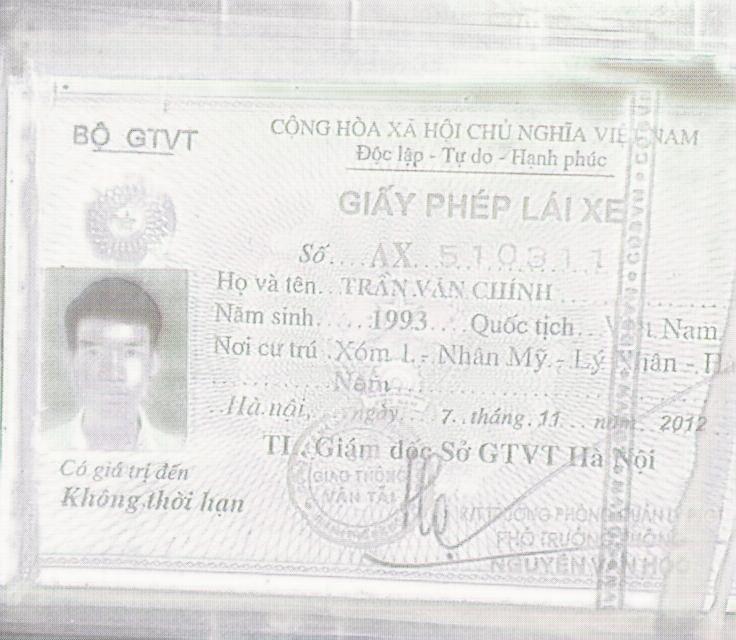 BỘ GTVT
CỘNG HÒA XÃ HỘI CHỦ NGHĨA VIỆT NAM
Độc lập - Tự do - Hạnh phúc
GIẤY PHÉP LÁI XE
Số.....AX..510311
Họ và tên..TRẦN.VĂN CHÍNH
Năm sinh......1993....Quốc tịch...Việt Nam
Nơi cư trú .Xóm 1.- Nhân Mỹ.- Lý Nhân - Hà
Nam
Hà.nội,....ngày....7..tháng.11...năm..2012
TL.Giám đốc Sở GTVT Hà Nội
Có giá trị đến
Không thời hạn
GIAO THÔNG
VẬN TẢI
K/T TRƯỞNG PHÒNG QUẢN LÝ
PHÓ TRƯỞNG PHÒNG
NGUYỄN VĂN HỌC